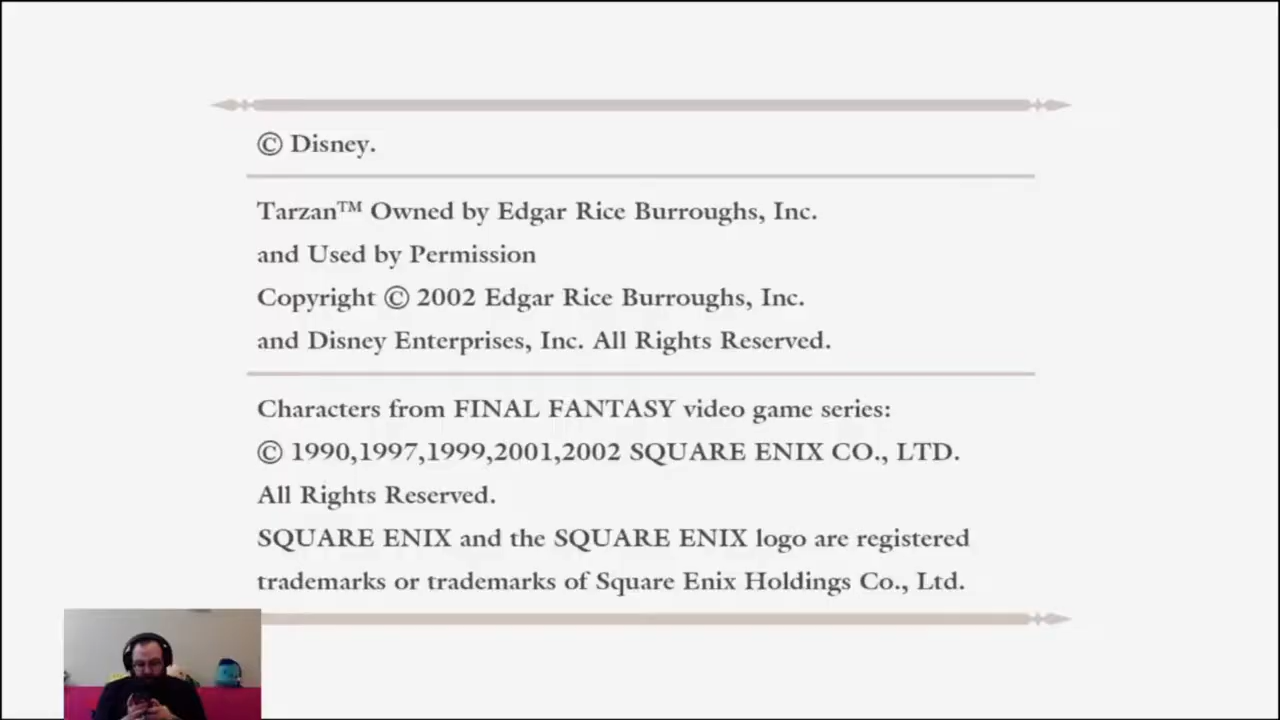 © Disney.
Tarzan™ Owned by Edgar Rice Burroughs, Inc.
and Used by Permission
Copyright © 2002 Edgar Rice Burroughs, Inc.
and Disney Enterprises, Inc. All Rights Reserved.
Characters from FINAL FANTASY video game series:
© 1990,1997,1999,2001,2002 SQUARE ENIX CO., LTD.
All Rights Reserved.
SQUARE ENIX and the SQUARE ENIX logo are registered
trademarks or trademarks of Square Enix Holdings Co., Ltd.